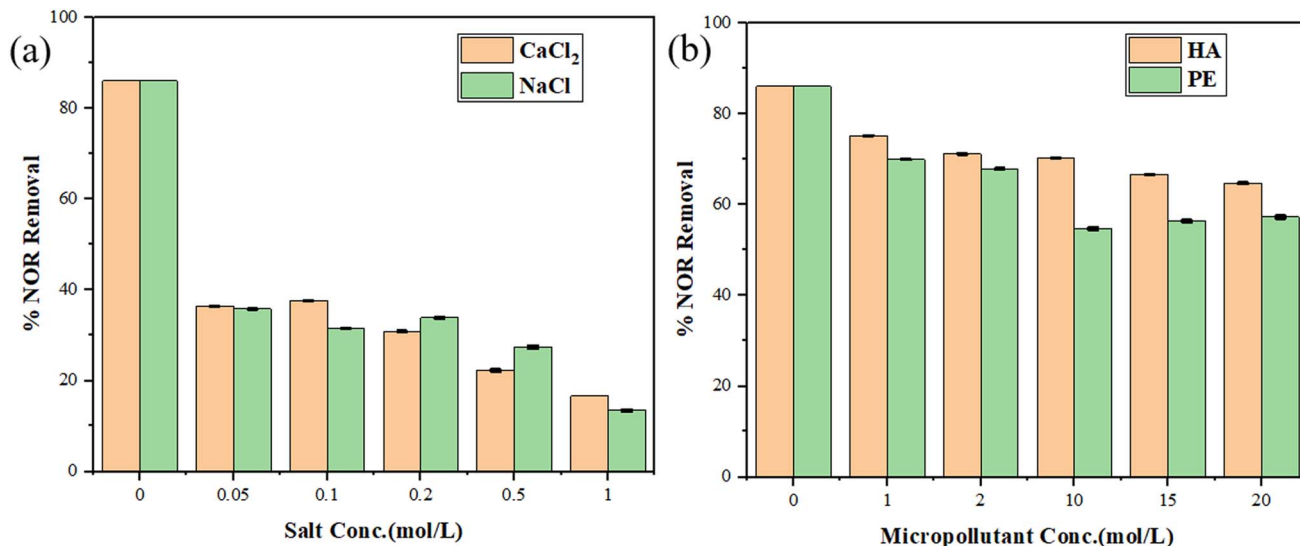 (a)
CaCl₂
NaCl
% NOR Removal
100
80
60
40
20
0
0 0.05 0.1 0.2 0.5 1
Salt Conc.(mol/L)
(b)
HA
PE
% NOR Removal
100
80
60
40
20
0
0 1 2 10 15 20
Micropollutant Conc.(mol/L)